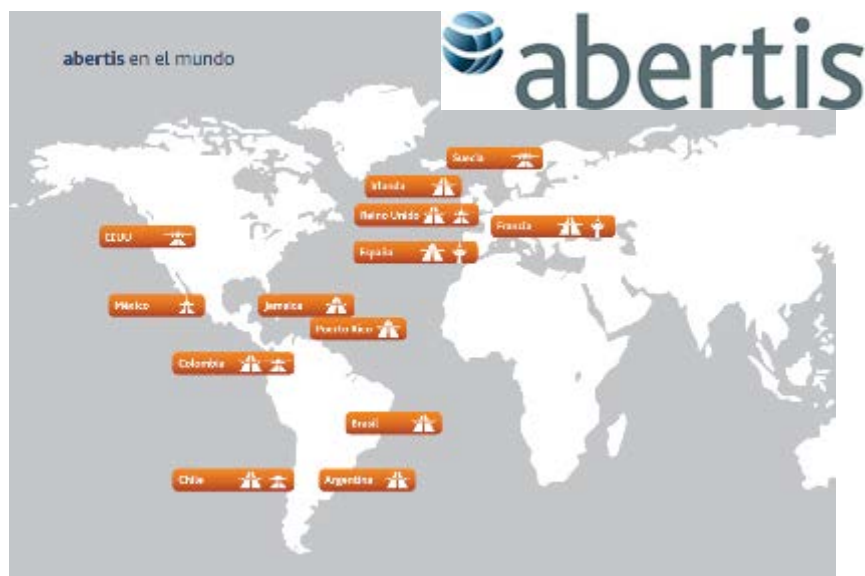 abertis
abertis en el mundo
Suecia
Irlanda
Reino Unido
Francia
EEUU
España
México
Jamaica
Puerto Rico
Colombia
Brasil
Chile
Argentina